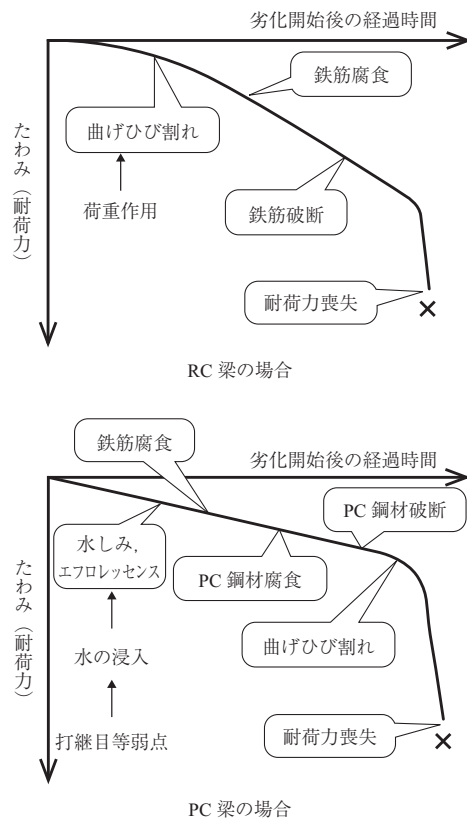 劣化開始後の経過時間
鉄筋腐食
曲げひび割れ
たわみ（耐荷力）
荷重作用
鉄筋破断
耐荷力喪失
RC 梁の場合
鉄筋腐食
劣化開始後の経過時間
PC 鋼材破断
水しみ，
エフロレッセンス
PC 鋼材腐食
たわみ（耐荷力）
曲げひび割れ
水の浸入
打継目等弱点
耐荷力喪失
PC 梁の場合